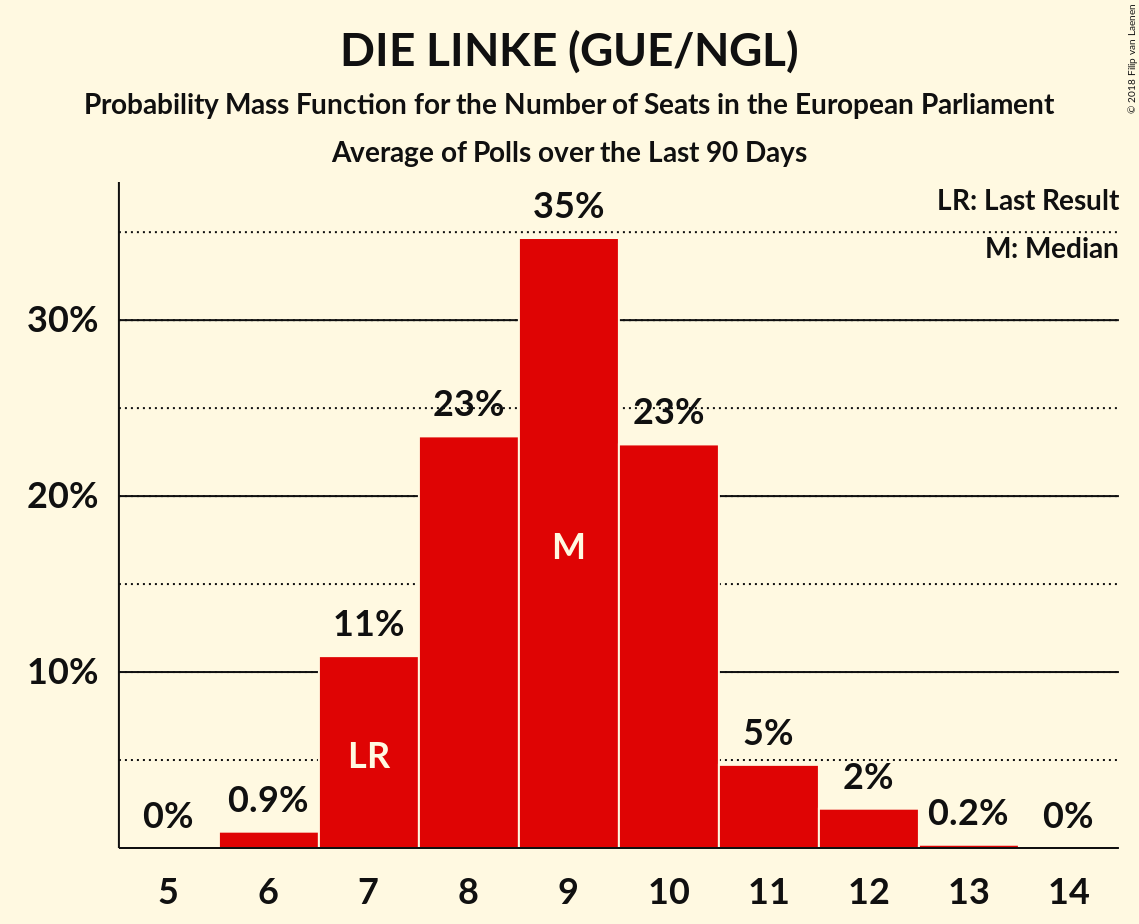 DIE LINKE (GUE/NGL)
Probability Mass Function for the Number of Seats in the European Parliament
Average of Polls over the Last 90 Days
© 2018 Filip van Laenen
LR: Last Result
M: Median
35%
30%
23%
23%
20%
M
11%
10%
LR
5%
2%
0.9%
0.2%
0%
0%
5 6 7 8 9 10 11 12 13 14